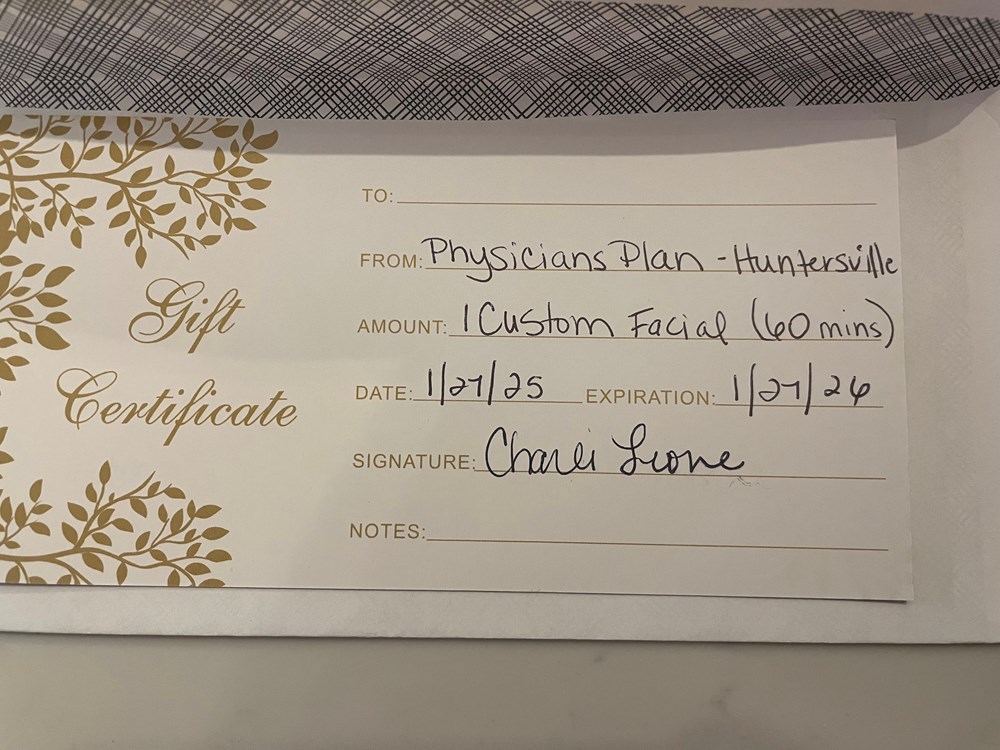 Gift
Certificate
TO:
FROM: Physicians Plan - Huntersville
AMOUNT: 1 Custom Facial (60 mins)
DATE: 1/27/25 EXPIRATION: 1/27/26
SIGNATURE: Charli Leone
NOTES: